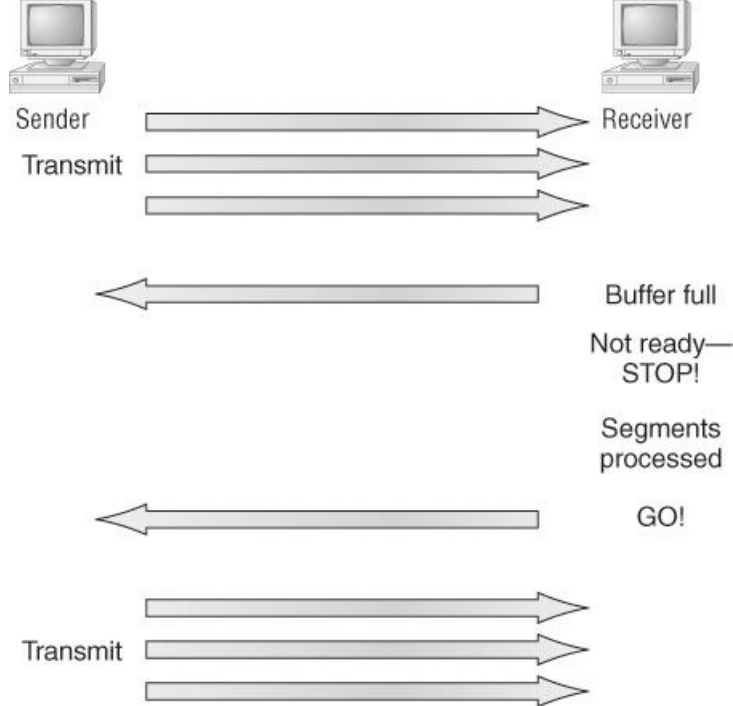 Sender
Receiver
Transmit
Buffer full
Not ready—
STOP!
Segments
processed
GO!
Transmit